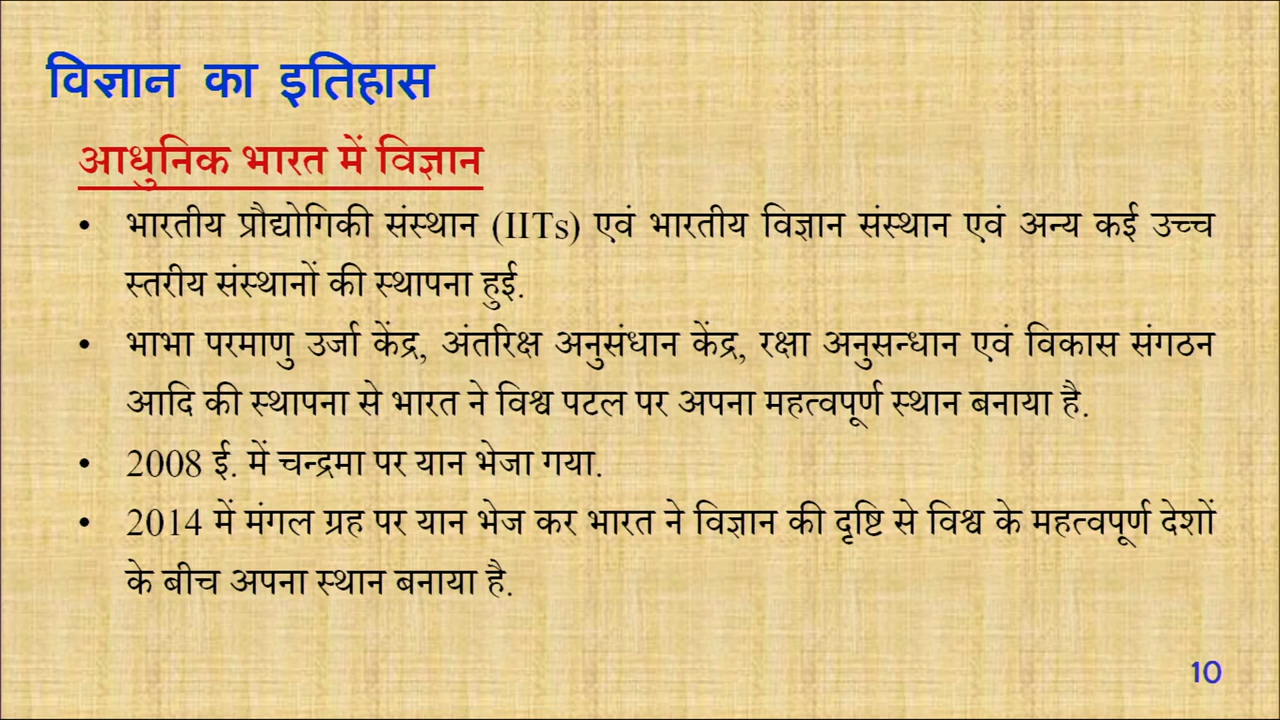 विज्ञान का इतिहास
आधुनिक भारत में विज्ञान
• भारतीय प्रौद्योगिकी संस्थान (IITs) एवं भारतीय विज्ञान संस्थान एवं अन्य कई उच्च
स्तरीय संस्थानों की स्थापना हुई.
• भाभा परमाणु उर्जा केंद्र, अंतरिक्ष अनुसंधान केंद्र, रक्षा अनुसन्धान एवं विकास संगठन
आदि की स्थापना से भारत ने विश्व पटल पर अपना महत्वपूर्ण स्थान बनाया है.
• 2008 ई. में चन्द्रमा पर यान भेजा गया.
• 2014 में मंगल ग्रह पर यान भेज कर भारत ने विज्ञान की दृष्टि से विश्व के महत्वपूर्ण देशों
के बीच अपना स्थान बनाया है.
10